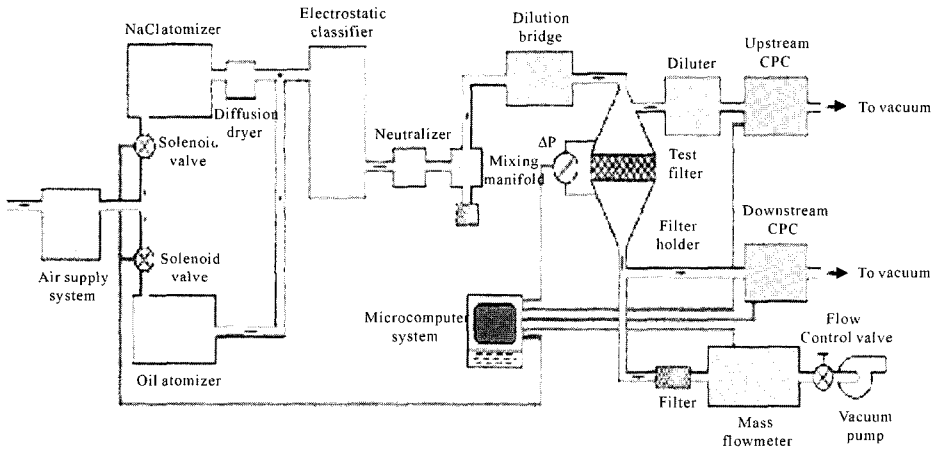 Electrostatic
classifier
NaClatomizer
Dilution
bridge
Upstream
CPC
Diluter
To vacuum
Diffusion
dryer
Solenoid
valve
Neutralizer
Mixing
manifold
ΔP
Test
filter
Downstream
CPC
Filter
holder
To vacuum
Solenoid
valve
Air supply
system
Microcomputer
system
Flow
Control valve
Oil atomizer
Filter
Mass
flowmeter
Vacuum
pump